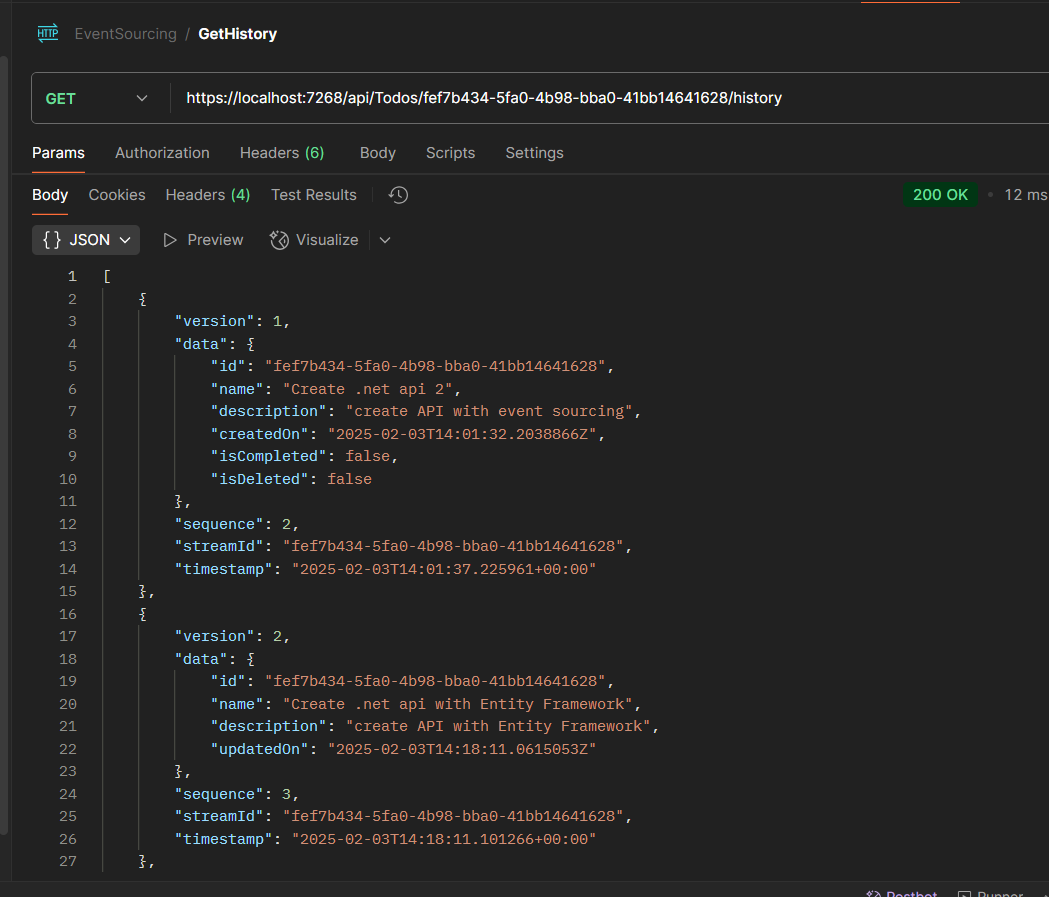 HTTP EventSourcing / GetHistory
GET https://localhost:7268/api/Todos/fef7b434-5fa0-4b98-bba0-41bb14641628/history
Params Authorization Headers (6) Body Scripts Settings
Body Cookies Headers (4) Test Results 200 OK • 12 ms
{} JSON Preview Visualize
1 [
2 {
3 "version": 1,
4 "data": {
5 "id": "fef7b434-5fa0-4b98-bba0-41bb14641628",
6 "name": "Create .net api 2",
7 "description": "create API with event sourcing",
8 "createdOn": "2025-02-03T14:01:32.2038866Z",
9 "isCompleted": false,
10 "isDeleted": false
11 },
12 "sequence": 2,
13 "streamId": "fef7b434-5fa0-4b98-bba0-41bb14641628",
14 "timestamp": "2025-02-03T14:01:37.225961+00:00"
15 },
16 {
17 "version": 2,
18 "data": {
19 "id": "fef7b434-5fa0-4b98-bba0-41bb14641628",
20 "name": "Create .net api with Entity Framework",
21 "description": "create API with Entity Framework",
22 "updatedOn": "2025-02-03T14:18:11.0615053Z"
23 },
24 "sequence": 3,
25 "streamId": "fef7b434-5fa0-4b98-bba0-41bb14641628",
26 "timestamp": "2025-02-03T14:18:11.101266+00:00"
27 },
Postbot Runner